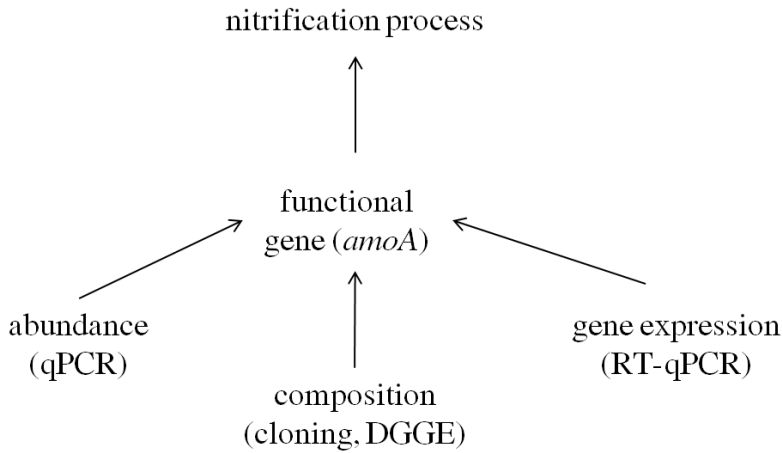 nitrification process
functional
gene (amoA)
abundance
(qPCR)
composition
(cloning, DGGE)
gene expression
(RT-qPCR)